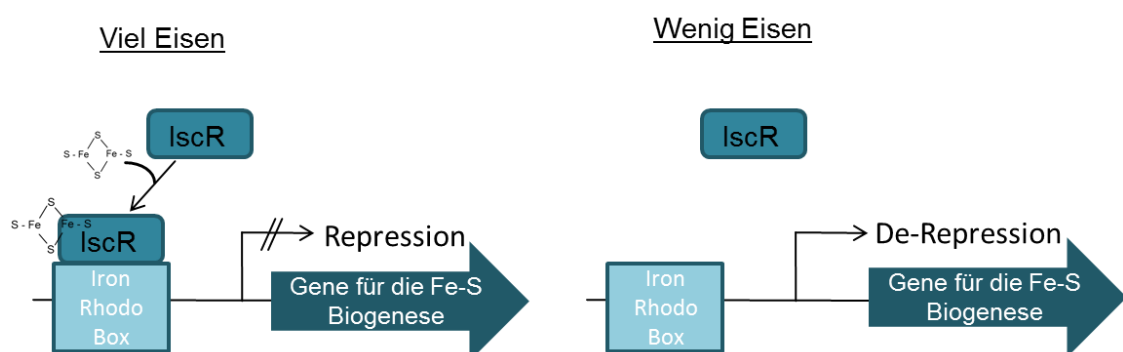 Viel Eisen
IscR
S
S - Fe Fe - S
S
S
S - Fe Fe - S
S
IscR
Repression
Iron
Rhodo
Box
Gene für die Fe-S
Biogenese
Wenig Eisen
IscR
De-Repression
Iron
Rhodo
Box
Gene für die Fe-S
Biogenese